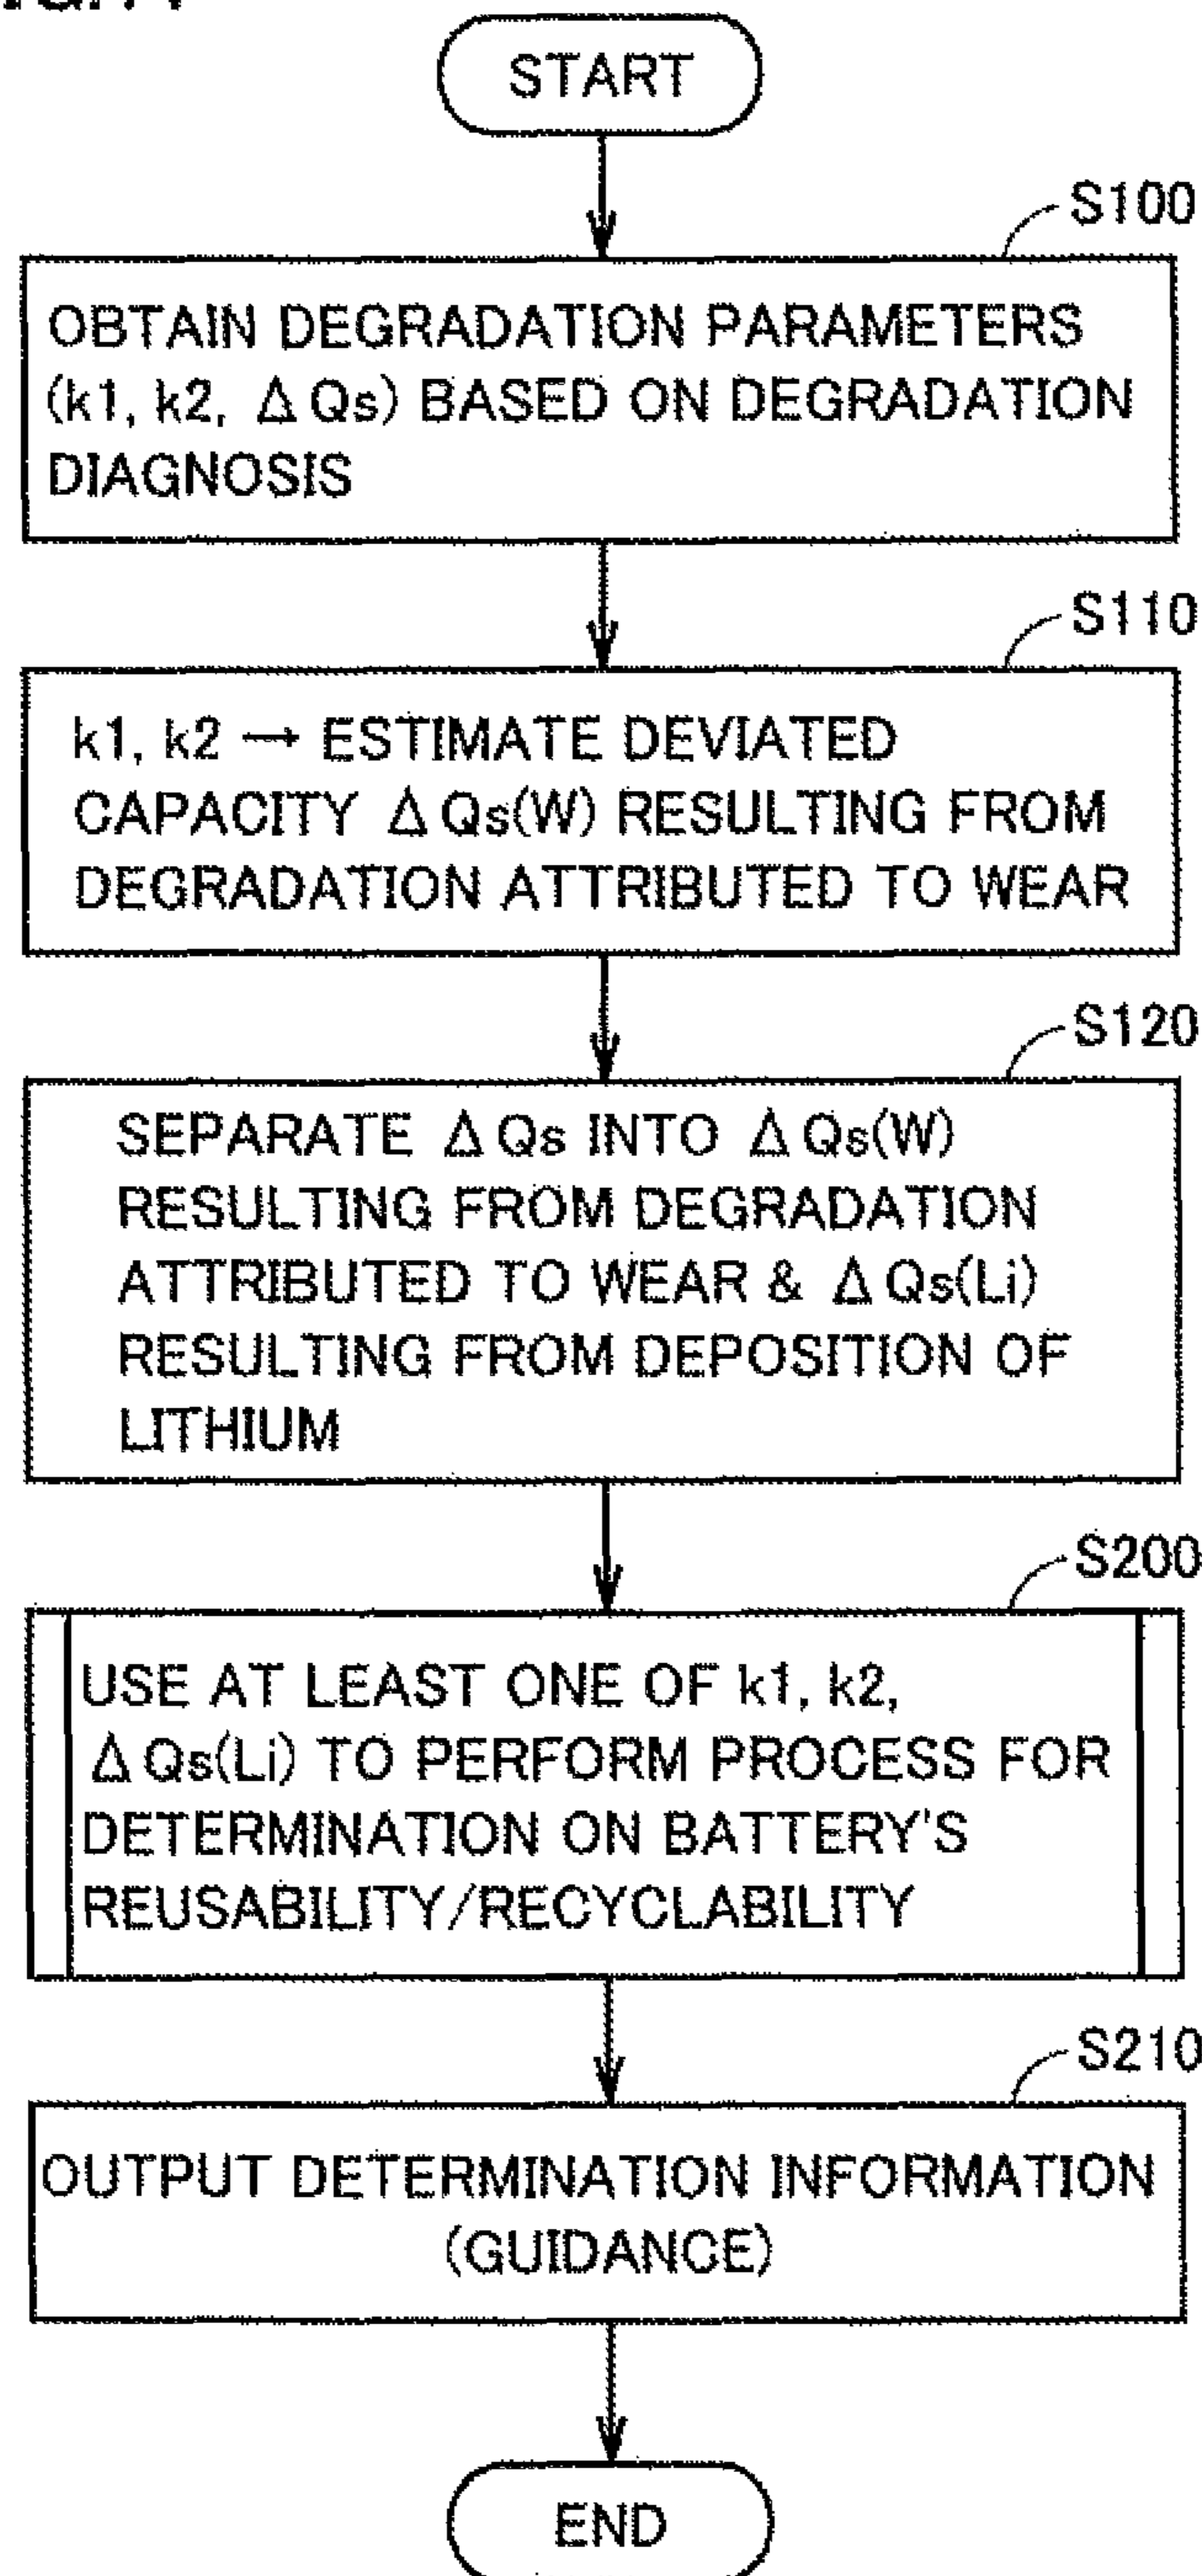 START
S100
OBTAIN DEGRADATION PARAMETERS
(k1, k2, ΔQs) BASED ON DEGRADATION
DIAGNOSIS
S110
k1, k2 → ESTIMATE DEVIATED
CAPACITY ΔQs(W) RESULTING FROM
DEGRADATION ATTRIBUTED TO WEAR
S120
SEPARATE ΔQs INTO ΔQs(W)
RESULTING FROM DEGRADATION
ATTRIBUTED TO WEAR & ΔQs(Li)
RESULTING FROM DEPOSITION OF
LITHIUM
S200
USE AT LEAST ONE OF k1, k2,
ΔQs(Li) TO PERFORM PROCESS FOR
DETERMINATION ON BATTERY'S
REUSABILITY/RECYCLABILITY
S210
OUTPUT DETERMINATION INFORMATION
(GUIDANCE)
END